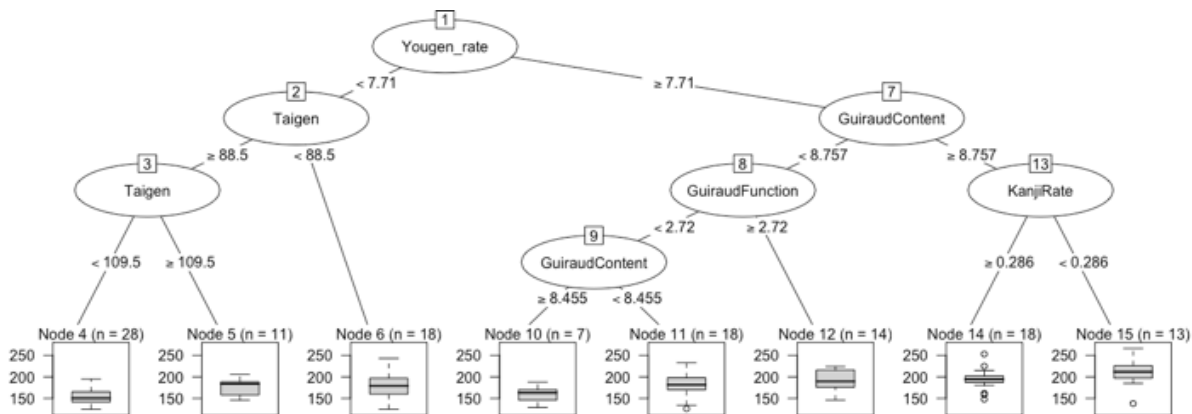 1
Yougen_rate
< 7.71
≥ 7.71
2
Taigen
7
GuiraudContent
≥ 88.5
< 88.5
< 8.757
≥ 8.757
3
Taigen
8
GuiraudFunction
13
KanjiRate
< 2.72
≥ 2.72
9
GuiraudContent
< 109.5
≥ 109.5
≥ 0.286
< 0.286
≥ 8.455
< 8.455
Node 4 (n = 28)
Node 5 (n = 11)
Node 6 (n = 18)
Node 10 (n = 7)
Node 11 (n = 18)
Node 12 (n = 14)
Node 14 (n = 18)
Node 15 (n = 13)
250 250 250 250 250 250 250 250
200 200 200 200 200 200 200 200
150 150 150 150 150 150 150 150